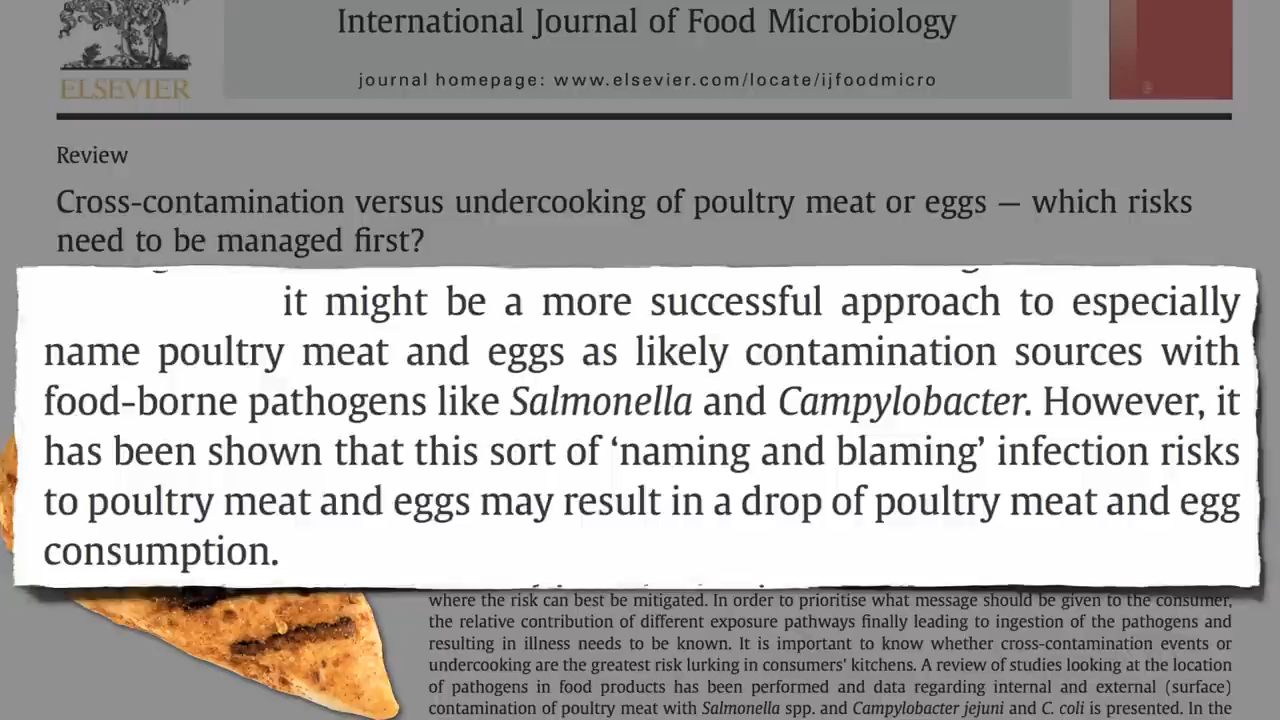 International Journal of Food Microbiology
ELSEVIER
journal homepage: www.elsevier.com/locate/ijfoodmicro
Review
Cross-contamination versus undercooking of poultry meat or eggs — which risks
need to be managed first?
it might be a more successful approach to especially
name poultry meat and eggs as likely contamination sources with
food-borne pathogens like Salmonella and Campylobacter. However, it
has been shown that this sort of ‘naming and blaming’ infection risks
to poultry meat and eggs may result in a drop of poultry meat and egg
consumption.
where the risk can best be mitigated. In order to prioritise what message should be given to the consumer,
the relative contribution of different exposure pathways finally leading to ingestion of the pathogens and
resulting in illness needs to be known. It is important to know whether cross-contamination events or
undercooking are the greatest risk lurking in consumers' kitchens. A review of studies looking at the location
of pathogens in food products has been performed and data regarding internal and external (surface)
contamination of poultry meat with Salmonella spp. and Campylobacter jejuni and C. coli is presented. In the